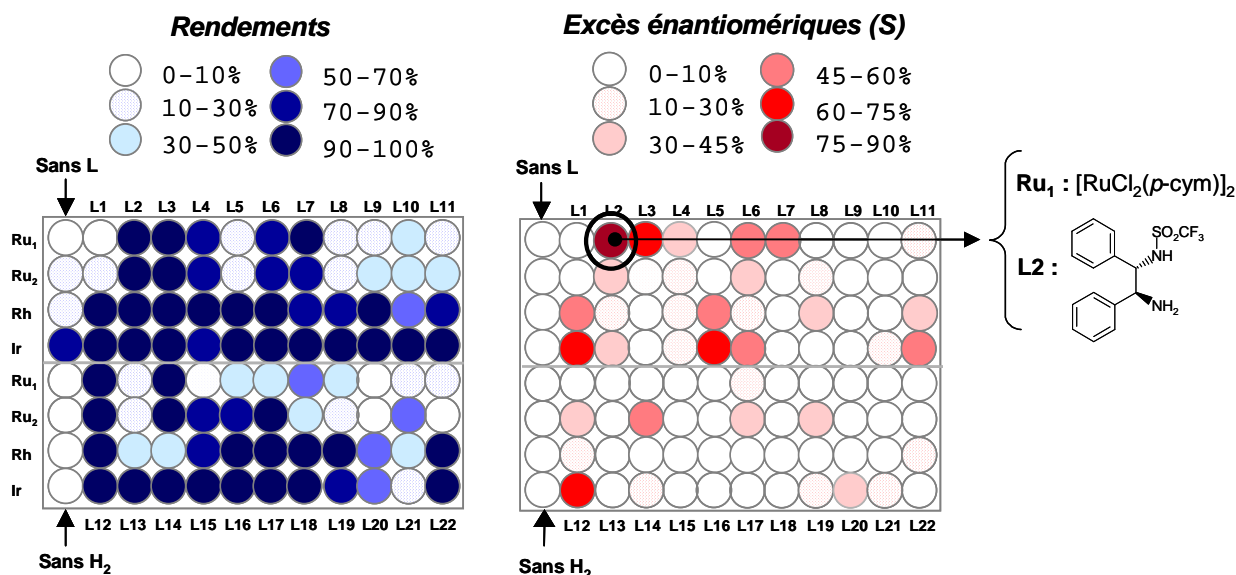 Rendements
0-10%
50-70%
10-30%
70-90%
30-50%
90-100%
Sans L
L1 L2 L3 L4 L5 L6 L7 L8 L9 L10 L11
Ru1
Ru2
Rh
Ir
Ru1
Ru2
Rh
Ir
L12 L13 L14 L15 L16 L17 L18 L19 L20 L21 L22
Sans H2
Excès énantiomériques (S)
0-10%
45-60%
10-30%
60-75%
30-45%
75-90%
Sans L
L1 L2 L3 L4 L5 L6 L7 L8 L9 L10 L11
L12 L13 L14 L15 L16 L17 L18 L19 L20 L21 L22
Sans H2
Ru1 : [RuCl2(p-cym)]2
L2 :
SO2CF3
NH
NH2